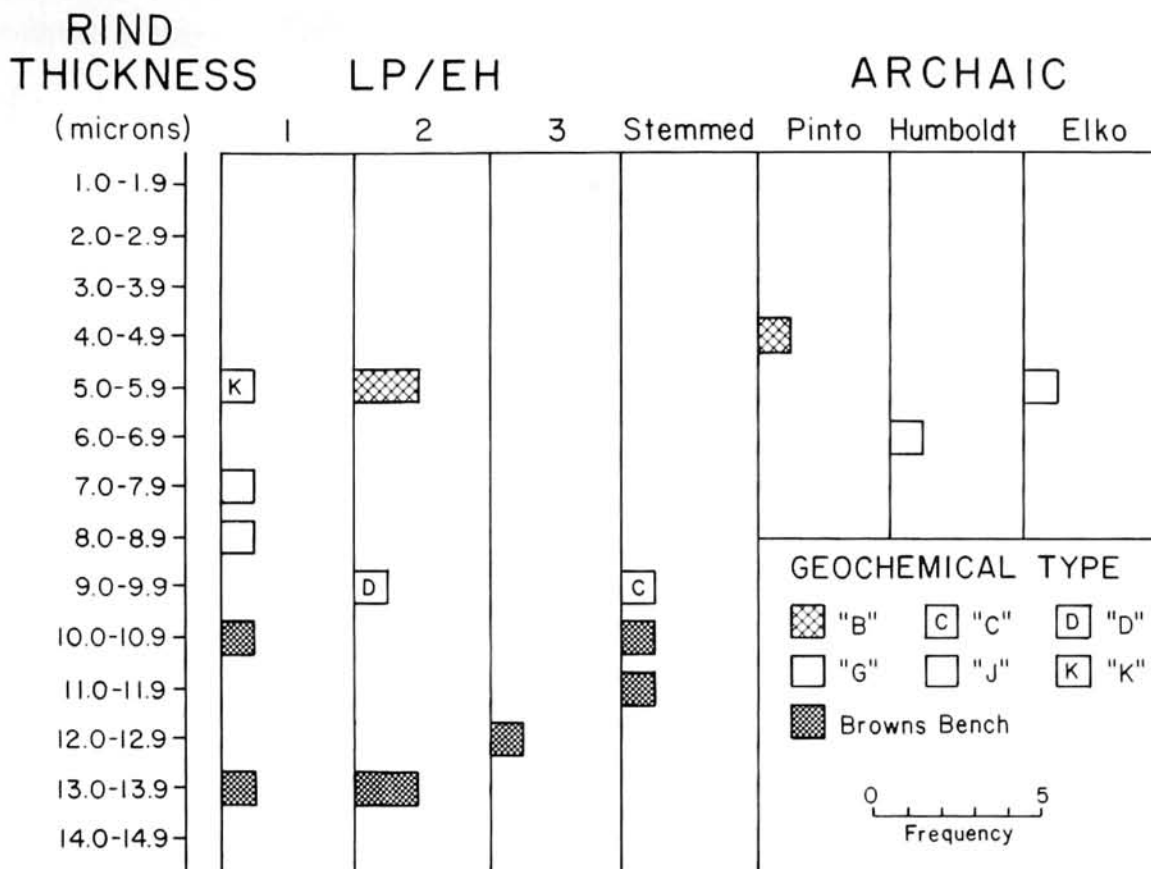 RIND
THICKNESS LP/EH ARCHAIC
(microns) 1 2 3 Stemmed Pinto Humboldt Elko
1.0-1.9
2.0-2.9
3.0-3.9
4.0-4.9
5.0-5.9 K
6.0-6.9
7.0-7.9
8.0-8.9
9.0-9.9 D C
10.0-10.9
11.0-11.9
12.0-12.9
13.0-13.9
14.0-14.9
GEOCHEMICAL TYPE
"B" C "C" D "D"
"G" "J" K "K"
Browns Bench
0 5
Frequency